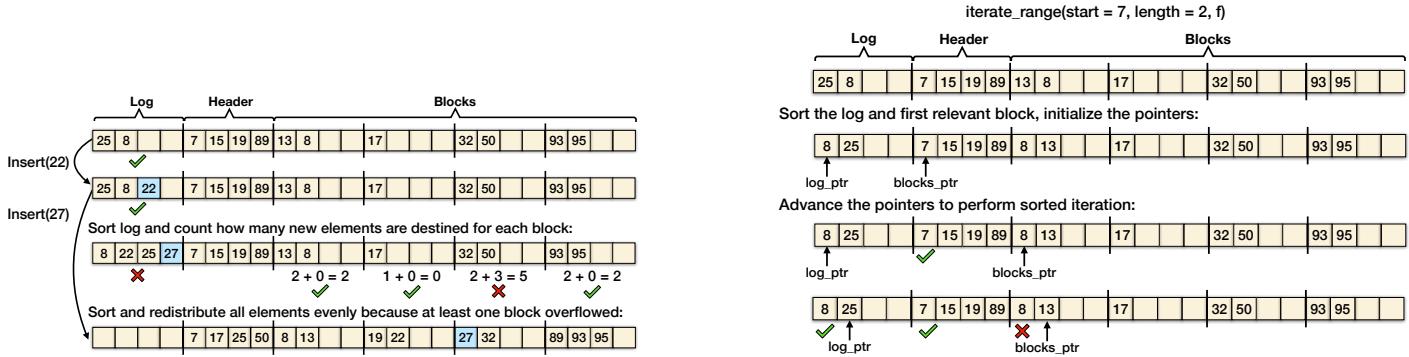 Log Header Blocks
25 8 7 15 19 89 13 8 17 32 50 93 95
Insert(22)
25 8 22 7 15 19 89 13 8 17 32 50 93 95
Insert(27)
Sort log and count how many new elements are destined for each block:
8 22 25 27 7 15 19 89 13 8 17 32 50 93 95
2 + 0 = 2 1 + 0 = 0 2 + 3 = 5 2 + 0 = 2
Sort and redistribute all elements evenly because at least one block overflowed:
7 17 25 50 8 13 19 22 27 32 89 93 95
iterate_range(start = 7, length = 2, f)
Log Header Blocks
25 8 7 15 19 89 13 8 17 32 50 93 95
Sort the log and first relevant block, initialize the pointers:
8 25 7 15 19 89 8 13 17 32 50 93 95
log_ptr blocks_ptr
Advance the pointers to perform sorted iteration:
8 25 7 15 19 89 8 13 17 32 50 93 95
log_ptr blocks_ptr
8 25 7 15 19 89 8 13 17 32 50 93 95
log_ptr blocks_ptr